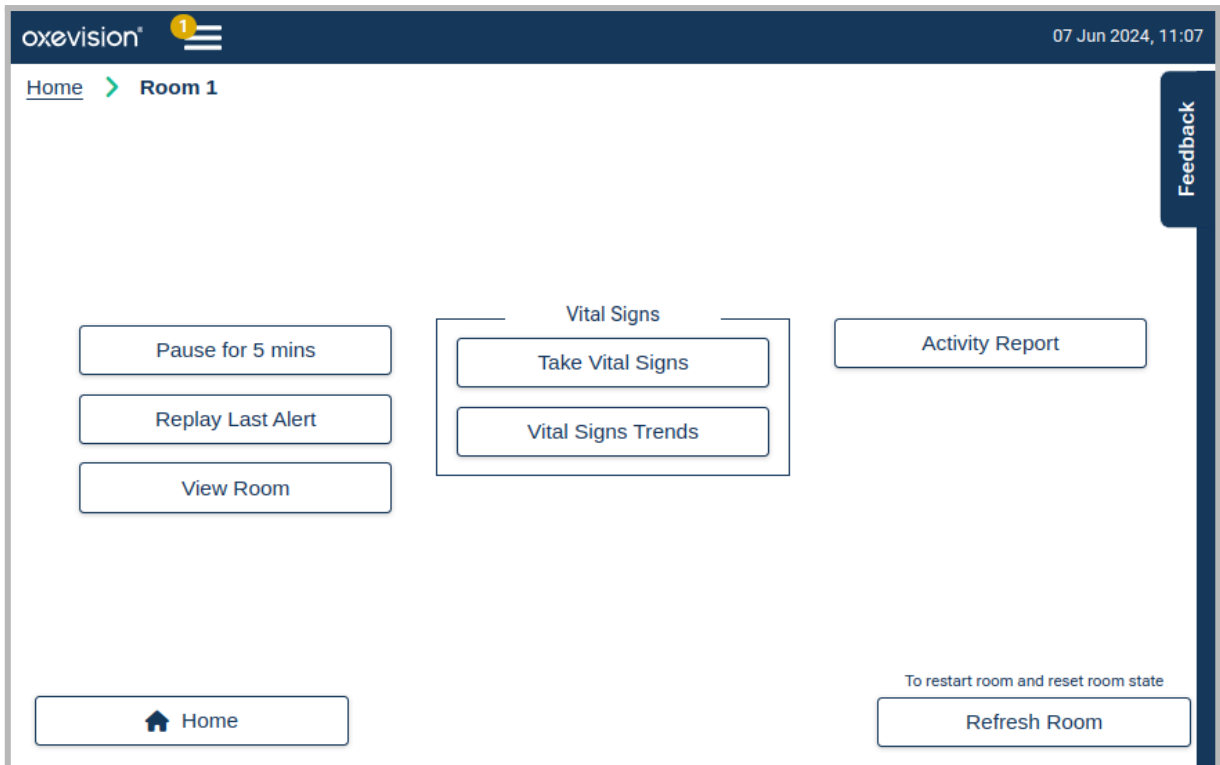 oxevision®
1
07 Jun 2024, 11:07
Home
Room 1
Feedback
Pause for 5 mins
Replay Last Alert
View Room
Vital Signs
Take Vital Signs
Vital Signs Trends
Activity Report
Home
To restart room and reset room state
Refresh Room